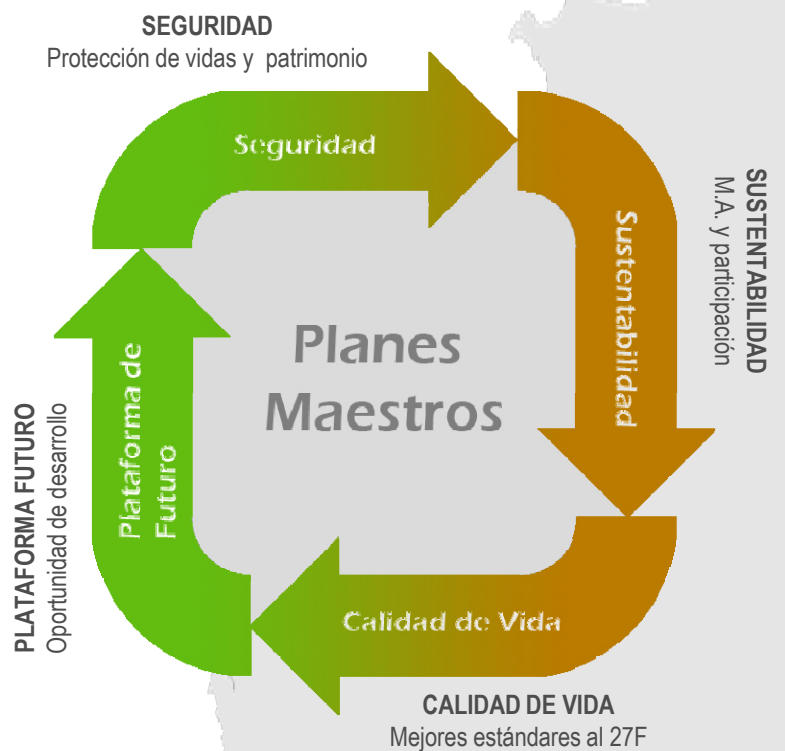 SEGURIDAD
Protección de vidas y patrimonio
Seguridad
Sustentabilidad
SUSTENTABILIDAD
M.A. y participación
Planes
Maestros
Plataforma de
Futuro
PLATAFORMA FUTURO
Oportunidad de desarrollo
Calidad de Vida
CALIDAD DE VIDA
Mejores estándares al 27F